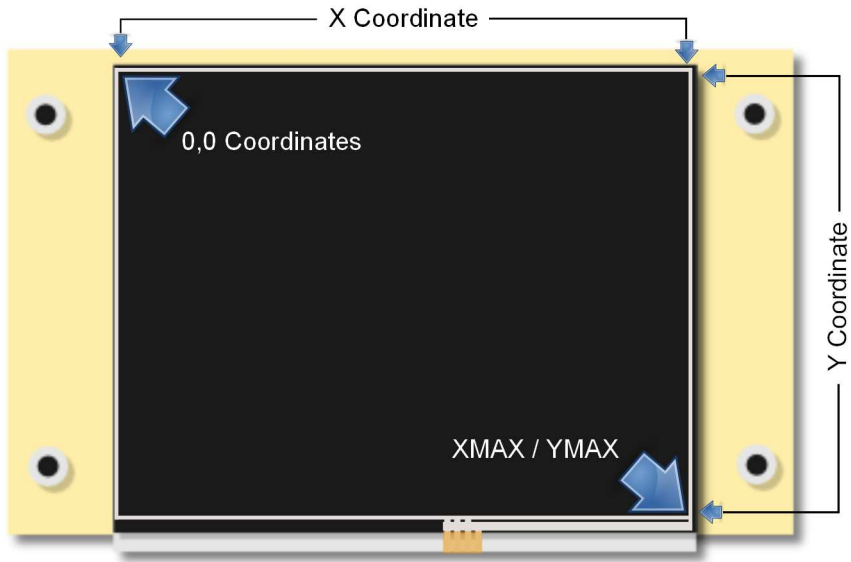 X Coordinate
0,0 Coordinates
Y Coordinate
XMAX / YMAX